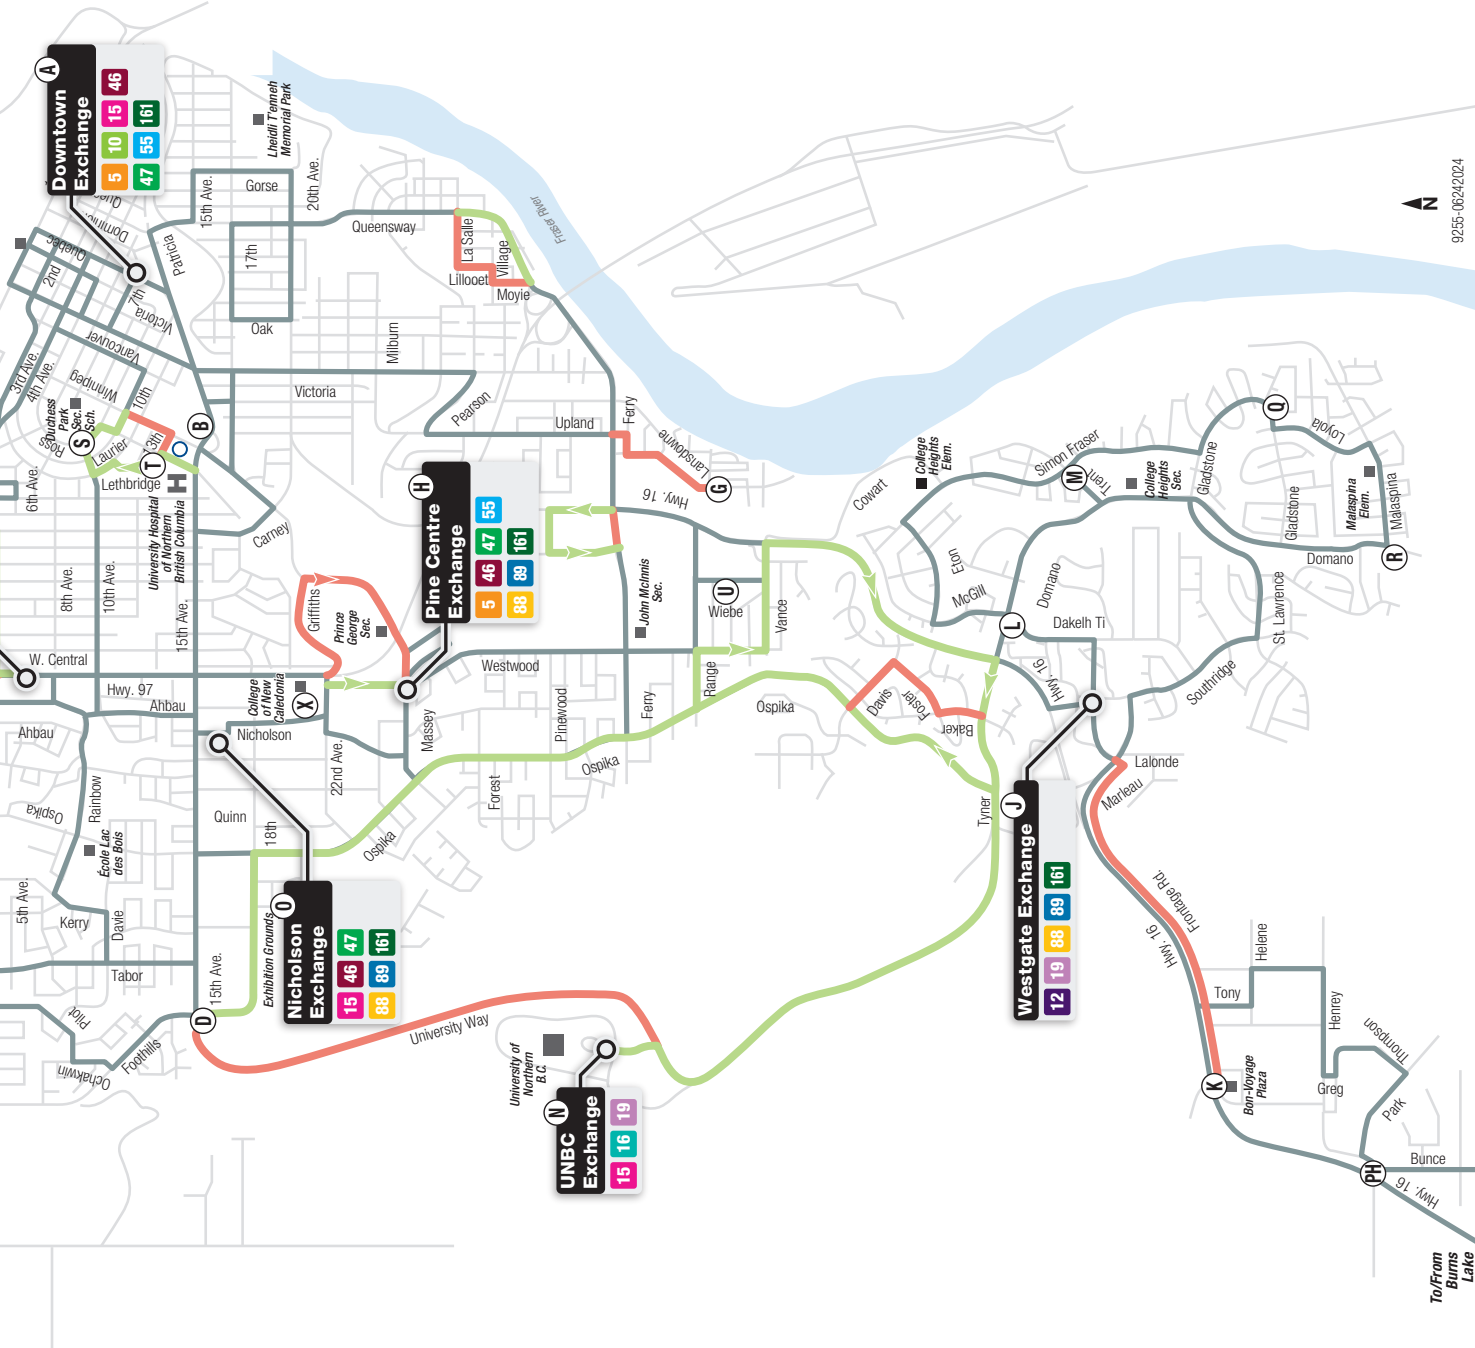 A
Downtown
Exchange
5 10 15 46
47 55 161
Lheidli T'enneh
Memorial Park
Quebec
2nd
Dominic.
Que
7th
Victoria
Patricia
15th Ave.
Gorse
20th Ave.
17th
Oak
Queensway
La Salle
Lillooet
Village
Moyie
Fraser River
Vancouver
Winnipeg
3rd Ave.
4th Ave.
10th
Duchess
Park
Sec.
Sch.
Ross
S
Laurier
13th
T
B
Lethbridge
H
University Hospital
of Northern
British Columbia
6th Ave.
8th Ave.
10th Ave.
15th Ave.
Milburn
Victoria
Pearson
Upland
Ferry
Lansdowne
G
Hwy. 16
Carney
Griffiths
Prince
George
Sec.
H
Pine Centre
Exchange
5 46 47 55
88 89 161
John McInnis
Sec.
U
Wiebe
Vance
Range
W. Central
Hwy. 97
Ahbau
Ahbau
College
of New
Caledonia
X
Nicholson
22nd Ave.
Massey
Westwood
Pinewood
Ferry
Forest
Ospika
Ospika
Ospika
Ospika
Rainbow
École Lac
des Bois
Quinn
18th
5th Ave.
Kerry
Davie
Tabor
15th Ave.
Exhibition Grounds
O
Nicholson
Exchange
15 46 47
88 89 161
D
Pilot
Foothills
Ochakwin
University Way
University of
Northern
B.C.
N
UNBC
Exchange
15 16 19
Cowart
College
Heights
Elem.
Eton
McGill
Simon Fraser
M
Trent
College
Heights
Sec.
Gladstone
Q
Loyola
Gladstone
Malaspina
Elem.
Malaspina
R
Domano
Domano
L
Dakelh Ti
Hwy. 16
St. Lawrence
Southridge
Davis
Foster
Baker
Tyner
J
Westgate Exchange
12 19 88 89 161
Lalonde
Marleau
Frontage Rd.
Hwy. 16
Helene
Tony
Henrey
Thompson
Greg
Park
K
Bon-Voyage
Plaza
PH
Bunce
Hwy. 16
To/From
Burns
Lake
N
9255-06242024